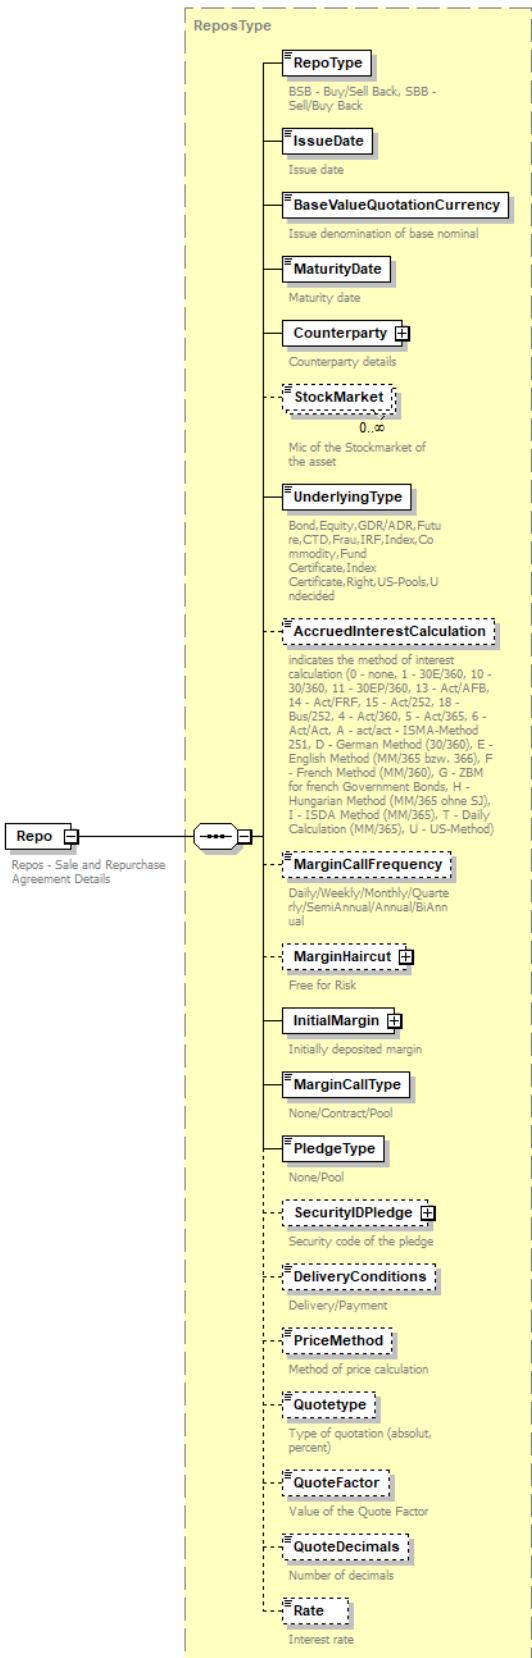 ReposType
RepoType
BSB - Buy/Sell Back, SBB -
Sell/Buy Back
IssueDate
Issue date
BaseValueQuotationCurrency
Issue denomination of base nominal
MaturityDate
Maturity date
Counterparty
Counterparty details
StockMarket
0..∞
Mic of the Stockmarket of
the asset
UnderlyingType
Bond,Equity,GDR/ADR,Futu
re,CTD,Frau,IRF,Index,Co
mmodity,Fund
Certificate,Index
Certificate,Right,US-Pools,U
ndecided
AccruedInterestCalculation
indicates the method of interest
calculation (0 - none, 1 - 30E/360, 10 -
30/360, 11 - 30EP/360, 13 - Act/AFB,
14 - Act/FRF, 15 - Act/252, 18 -
Bus/252, 4 - Act/360, 5 - Act/365, 6 -
Act/Act, A - act/act - ISMA-Method
251, D - German Method (30/360), E -
English Method (MM/365 bzw. 366), F
- French Method (MM/360), G - ZBM
for french Government Bonds, H -
Hungarian Method (MM/365 ohne SJ),
I - ISDA Method (MM/365), T - Daily
Calculation (MM/365), U - US-Method)
Repo
Repos - Sale and Repurchase
Agreement Details
MarginCallFrequency
Daily/Weekly/Monthly/Quarte
rly/SemiAnnual/Annual/BiAnn
ual
MarginHaircut
Free for Risk
InitialMargin
Initially deposited margin
MarginCallType
None/Contract/Pool
PledgeType
None/Pool
SecurityIDPledge
Security code of the pledge
DeliveryConditions
Delivery/Payment
PriceMethod
Method of price calculation
Quotetype
Type of quotation (absolut,
percent)
QuoteFactor
Value of the Quote Factor
QuoteDecimals
Number of decimals
Rate
Interest rate